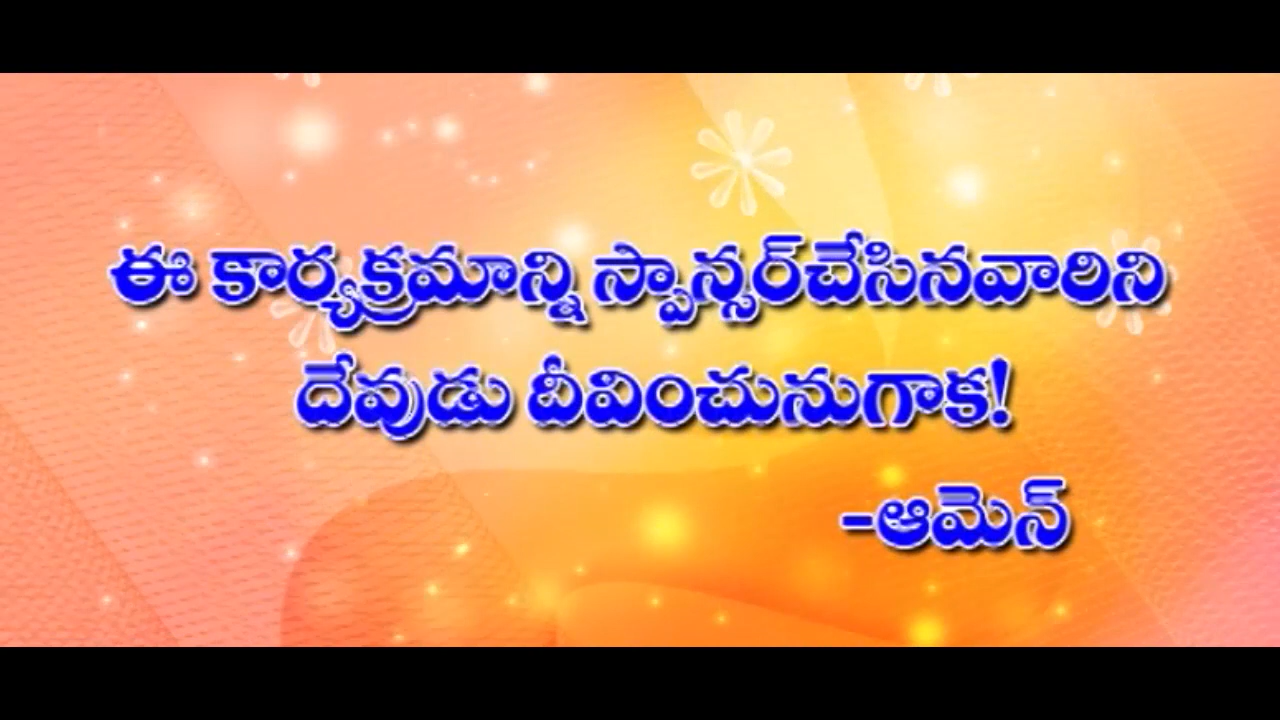 ఈ కార్యక్రమాన్ని స్పాన్సర్‌చేసినవారిని
దేవుడు దీవించునుగాక!
-ఆమెన్